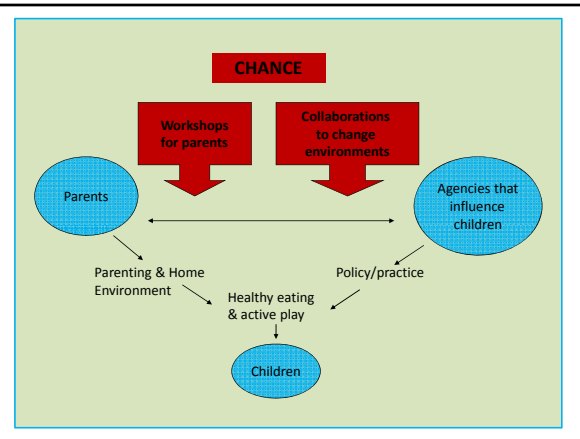 CHANCE
Workshops
for parents
Collaborations
to change
environments
Parents
Agencies that
influence
children
Parenting & Home
Environment
Policy/practice
Healthy eating
& active play
Children